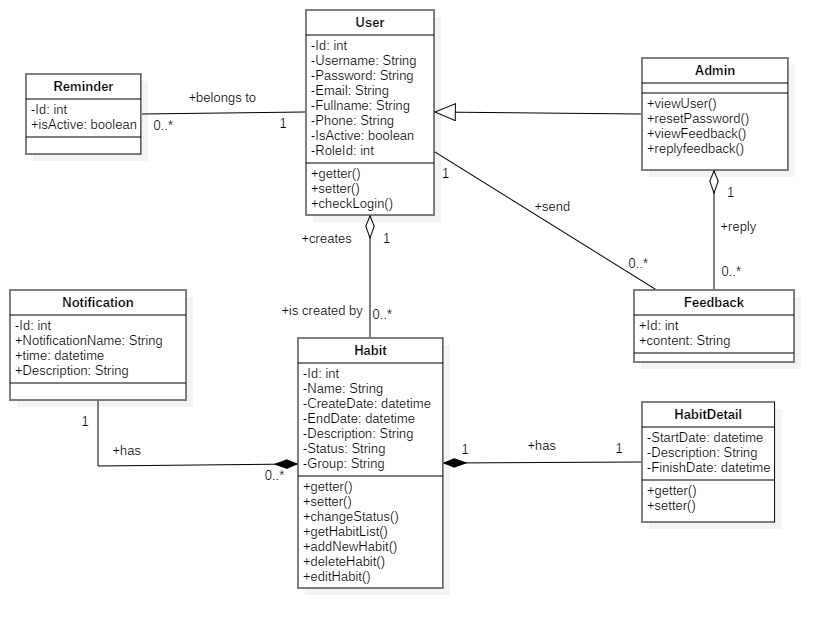 User
-Id: int
-Username: String
-Password: String
-Email: String
-Fullname: String
-Phone: String
-IsActive: boolean
-RoleId: int
+getter()
+setter()
+checkLogin()
Reminder
-Id: int
+isActive: boolean
+belongs to
0..*
1
Admin
+viewUser()
+resetPassword()
+viewFeedback()
+replyfeedback()
1
+send
0..*
1
+reply
0..*
+creates
1
+is created by
0..*
Feedback
+Id: int
+content: String
Notification
-Id: int
+NotificationName: String
+time: datetime
+Description: String
1
+has
0..*
Habit
-Id: int
-Name: String
-CreateDate: datetime
-EndDate: datetime
-Description: String
-Status: String
-Group: String
+getter()
+setter()
+changeStatus()
+getHabitList()
+addNewHabit()
+deleteHabit()
+editHabit()
1
+has
1
HabitDetail
-StartDate: datetime
-Description: String
-FinishDate: datetime
+getter()
+setter()